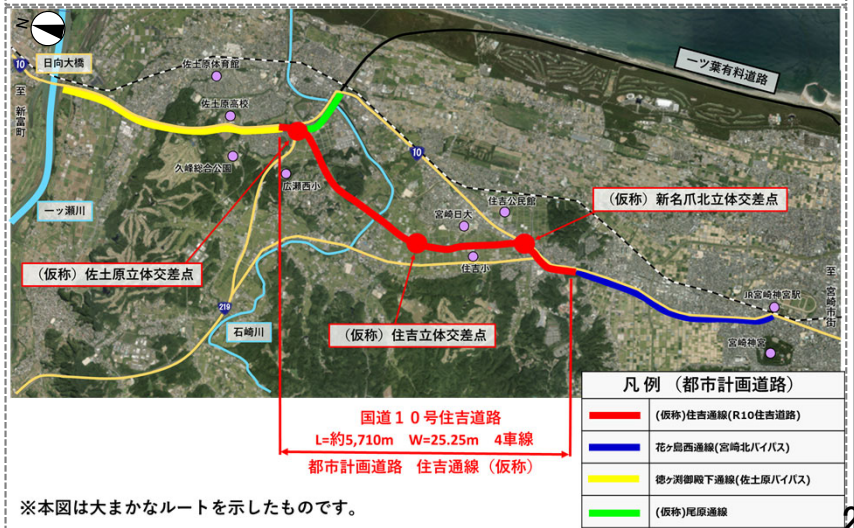 N
10
日向大橋
佐土原体育館
一ツ葉有料道路
至 新富町
佐土原高校
10
久峰総合公園
広瀬西小
一ッ瀬川
住吉公民館
(仮称)新名爪北立体交差点
宮崎日大
(仮称)佐土原立体交差点
住吉小
至 宮崎市街
219
石崎川
(仮称)住吉立体交差点
JR宮崎神宮駅
宮崎神宮
国道10号住吉道路
L=約5,710m W=25.25m 4車線
都市計画道路 住吉通線(仮称)
凡例(都市計画道路)
(仮称)住吉通線(R10住吉道路)
花ヶ島西通線(宮崎北バイパス)
徳ヶ渕御殿下通線(佐土原バイパス)
(仮称)尾原通線
※本図は大まかなルートを示したものです。